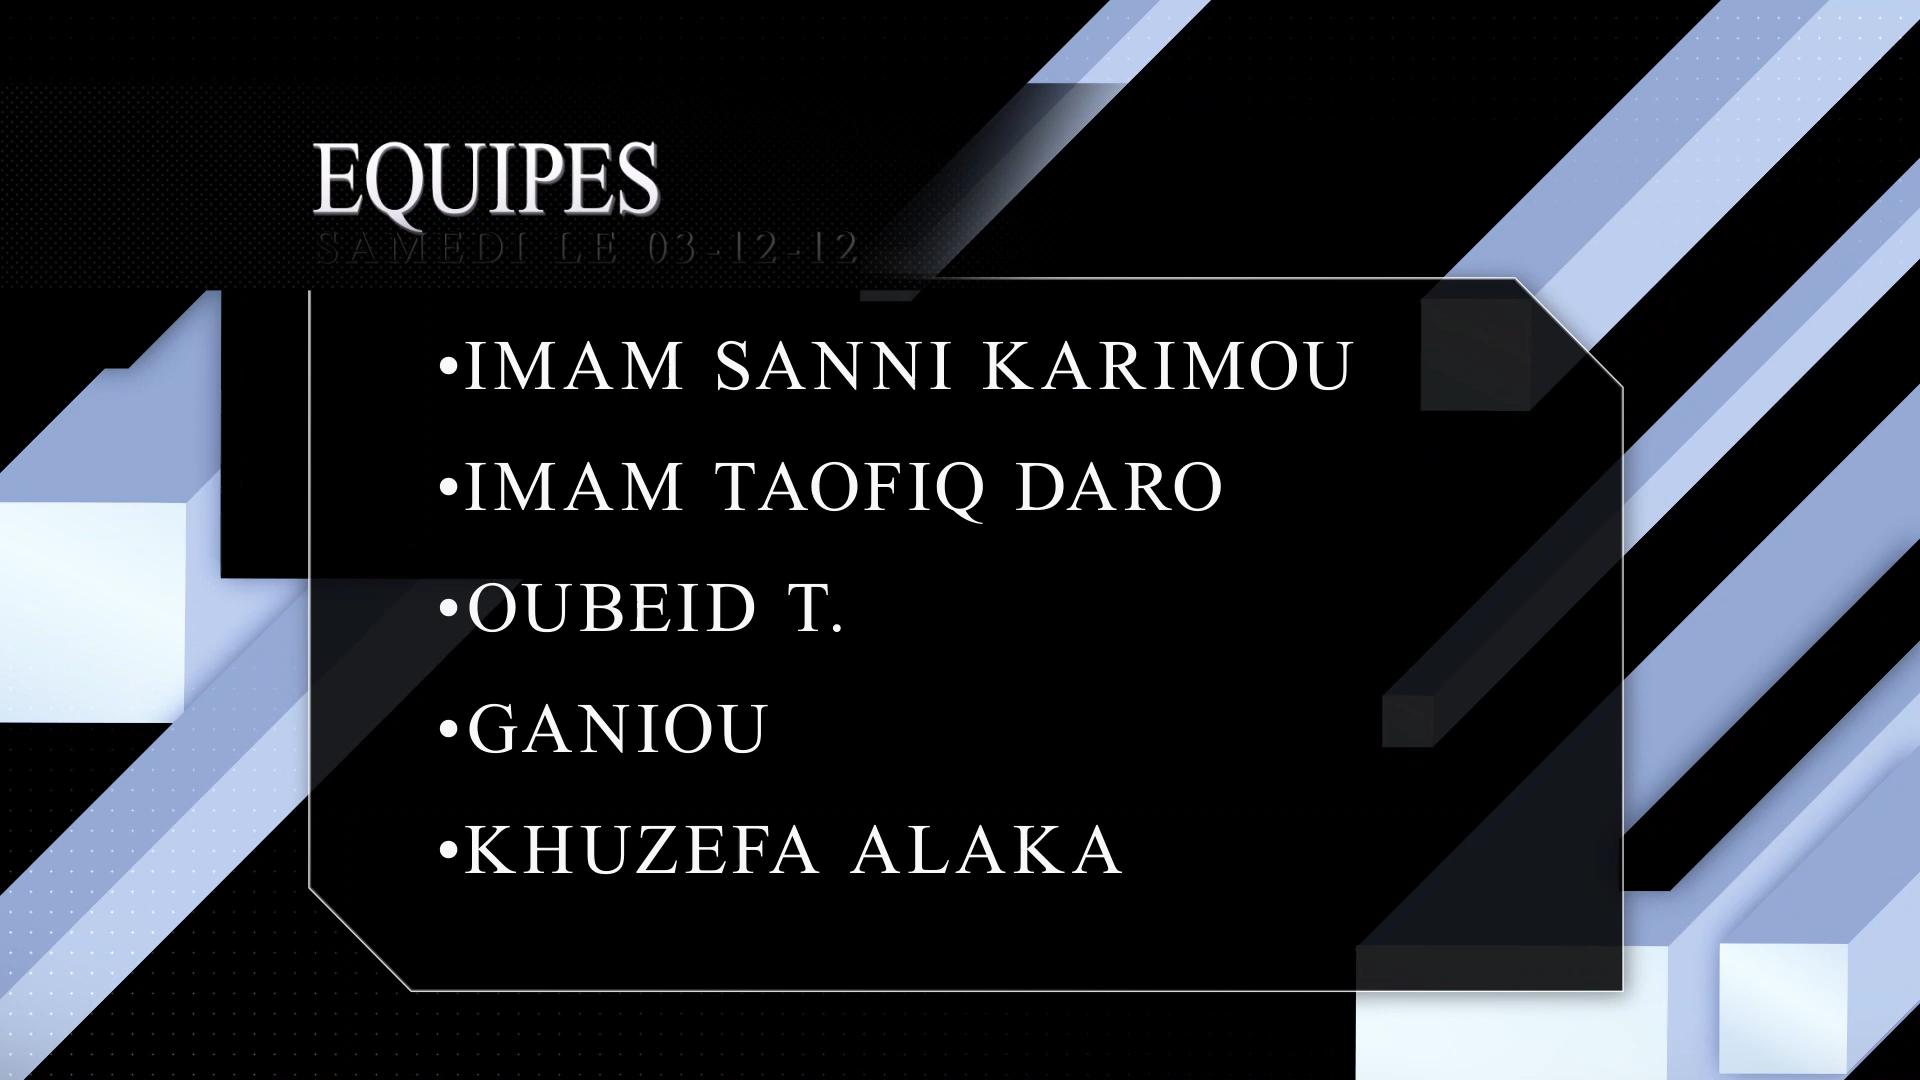 EQUIPES
SAMEDI LE 03-12-12
•IMAM SANNI KARIMOU
•IMAM TAOFIQ DARO
•OUBEID T.
•GANIOU
•KHUZEFA ALAKA